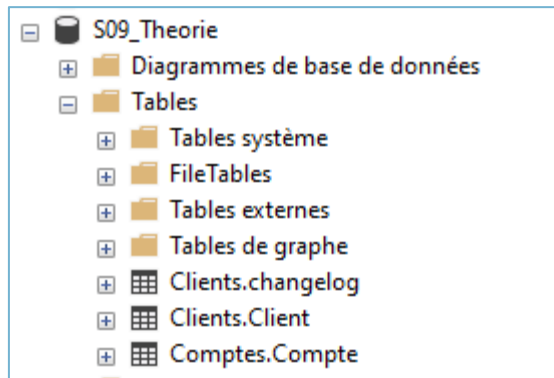 S09_Theorie
Diagrammes de base de données
Tables
Tables système
FileTables
Tables externes
Tables de graphe
Clients.changelog
Clients.Client
Comptes.Compte